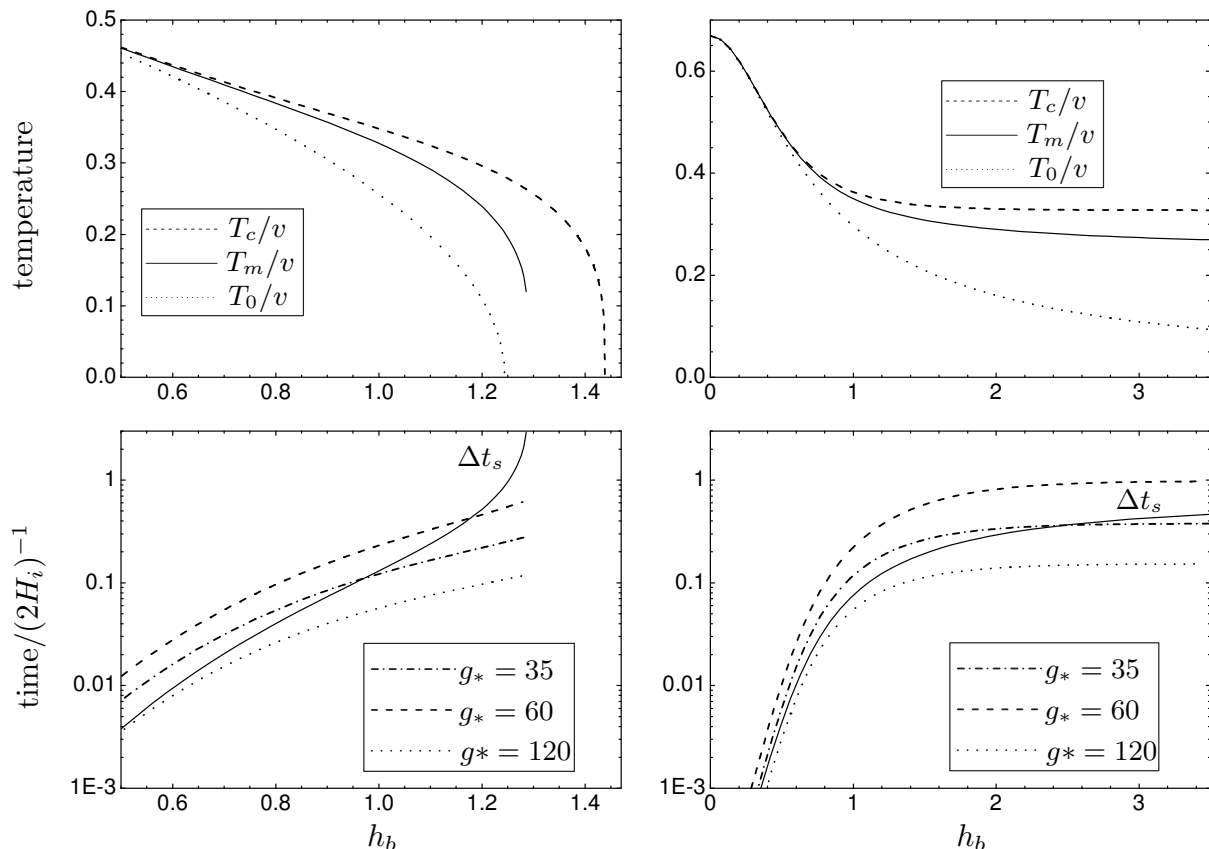 temperature
0.5
0.4
0.3
0.2
0.1
0.0
T_c/v
T_m/v
T_0/v
0.6
0.8
1.0
1.2
1.4
0.6
0.4
0.2
0.0
T_c/v
T_m/v
T_0/v
0
1
2
3
time/(2H_i)^{-1}
1
0.1
0.01
1E-3
Δt_s
g_* = 35
g_* = 60
g* = 120
0.6
0.8
1.0
1.2
1.4
h_b
1
0.1
0.01
1E-3
Δt_s
g_* = 35
g_* = 60
g* = 120
0
1
2
3
h_b